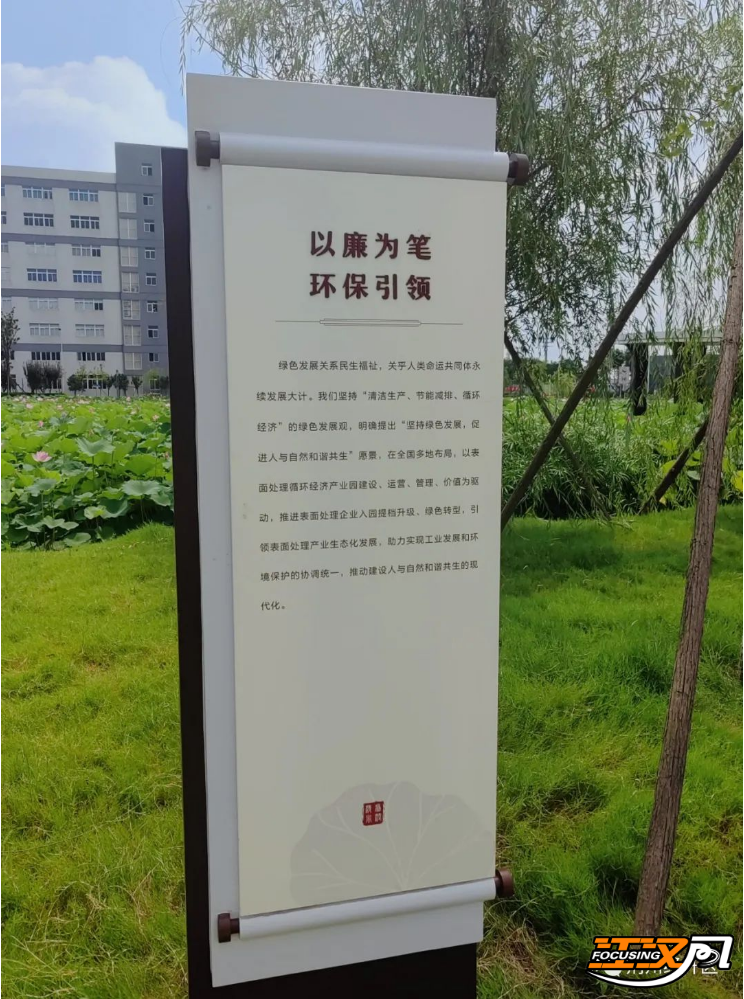 以廉为笔
环保引领
绿色发展关系民生福祉，关乎人类命运共同体永
续发展大计。我们坚持“清洁生产、节能减排、循环
经济”的绿色发展观，明确提出“坚持绿色发展，促
进人与自然和谐共生”愿景，在全国多地布局，以表
面处理循环经济产业园建设、运营、管理、价值为驱
动，推进表面处理企业入园提档升级、绿色转型，引
领表面处理产业生态化发展，助力实现工业发展和环
境保护的协调统一，推动建设人与自然和谐共生的现
代化。
江汉风
FOCUSING